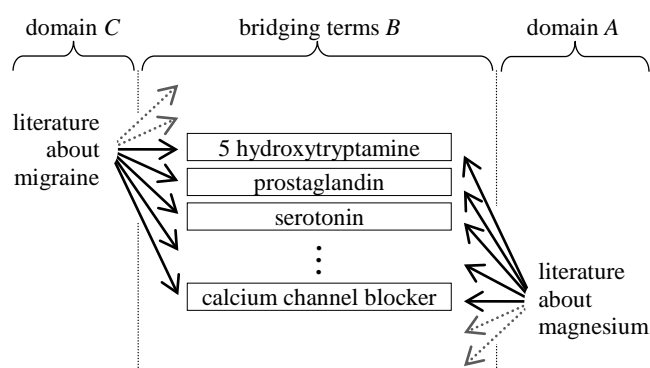 domain C
bridging terms B
domain A
literature
about
migraine
5 hydroxytryptamine
prostaglandin
serotonin
calcium channel blocker
literature
about
magnesium